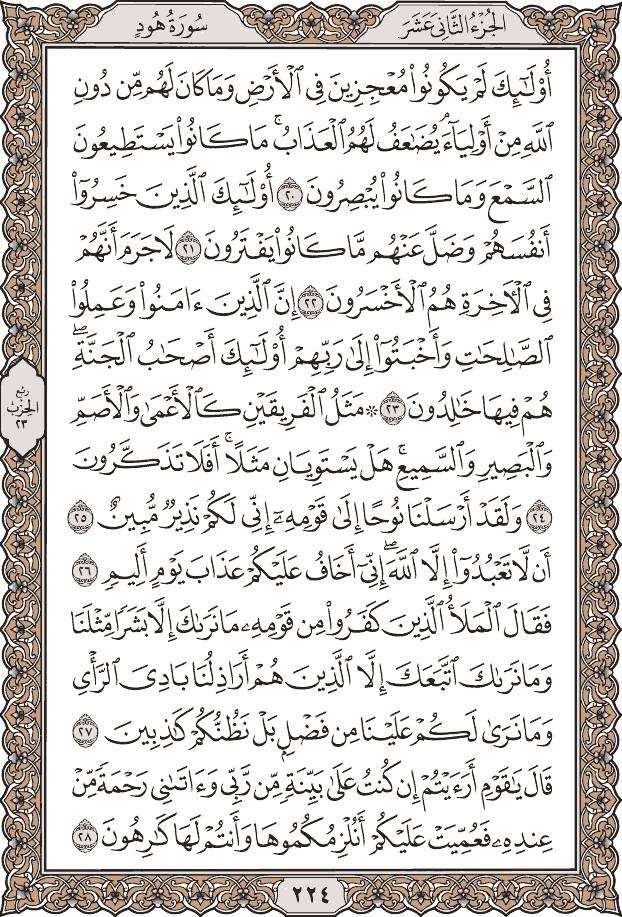 الجُزْءُ الثَّانِي عَشَرَ
سُورَةُ هُودٍ
أُوْلَٰٓئِكَ لَمْ يَكُونُوا۟ مُعْجِزِينَ فِى ٱلْأَرْضِ وَمَا كَانَ لَهُم مِّن دُونِ
ٱللَّهِ مِنْ أَوْلِيَآءَۘ يُضَٰعَفُ لَهُمُ ٱلْعَذَابُۚ مَا كَانُوا۟ يَسْتَطِيعُونَ
ٱلسَّمْعَ وَمَا كَانُوا۟ يُبْصِرُونَ ٢٠ أُوْلَٰٓئِكَ ٱلَّذِينَ خَسِرُوٓا۟
أَنفُسَهُمْ وَضَلَّ عَنْهُم مَّا كَانُوا۟ يَفْتَرُونَ ٢١ لَا جَرَمَ أَنَّهُمْ
فِى ٱلْأَخِرَةِ هُمُ ٱلْأَخْسَرُونَ ٢٢ إِنَّ ٱلَّذِينَ ءَامَنُوا۟ وَعَمِلُوا۟
ٱلصَّٰلِحَٰتِ وَأَخْبَتُوٓا۟ إِلَىٰ رَبِّهِمْ أُوْلَٰٓئِكَ أَصْحَٰبُ ٱلْجَنَّةِۖ
هُمْ فِيهَا خَٰلِدُونَ ٢٣ ۞ مَثَلُ ٱلْفَرِيقَيْنِ كَٱلْأَعْمَىٰ وَٱلْأَصَمِّ
وَٱلْبَصِيرِ وَٱلسَّمِيعِۚ هَلْ يَسْتَوِيَانِ مَثَلًاۚ أَفَلَا تَذَكَّرُونَ
٢٤ وَلَقَدْ أَرْسَلْنَا نُوحًا إِلَىٰ قَوْمِهِۦٓ إِنِّى لَكُمْ نَذِيرٌ مُّبِينٌ ٢٥
أَن لَّا تَعْبُدُوٓا۟ إِلَّا ٱللَّهَۖ إِنِّىٓ أَخَافُ عَلَيْكُمْ عَذَابَ يَوْمٍ أَلِيمٍ ٢٦
فَقَالَ ٱلْمَلَأُ ٱلَّذِينَ كَفَرُوا۟ مِن قَوْمِهِۦ مَا نَرَىٰكَ إِلَّا بَشَرًا مِّثْلَنَا
وَمَا نَرَىٰكَ ٱتَّبَعَكَ إِلَّا ٱلَّذِينَ هُمْ أَرَاذِلُنَا بَادِىَ ٱلرَّأْىِ
وَمَا نَرَىٰ لَكُمْ عَلَيْنَا مِن فَضْلٍۭ بَلْ نَظُنُّكُمْ كَٰذِبِينَ ٢٧
قَالَ يَٰقَوْمِ أَرَءَيْتُمْ إِن كُنتُ عَلَىٰ بَيِّنَةٍ مِّن رَّبِّى وَءَاتَىٰنِى رَحْمَةً مِّنْ
عِندِهِۦ فَعُمِّيَتْ عَلَيْكُمْ أَنُلْزِمُكُمُوهَا وَأَنتُمْ لَهَا كَٰرِهُونَ ٢٨
ربع
الحزب
٢٣
٢٢٤